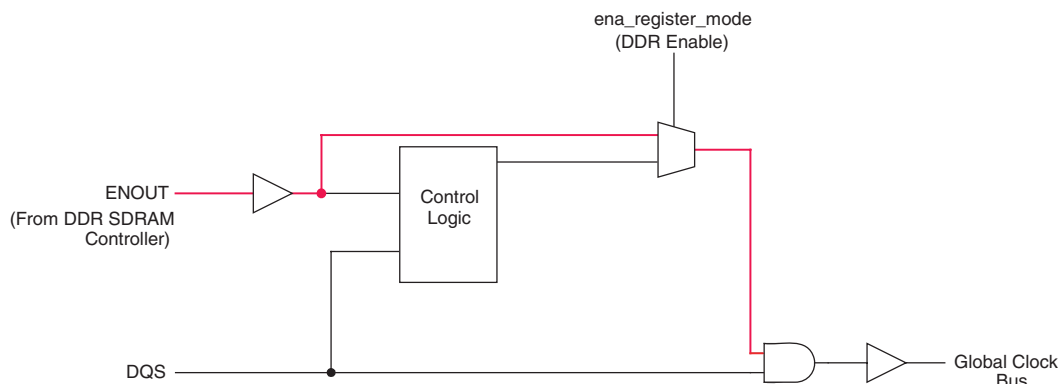 ena_register_mode
(DDR Enable)
ENOUT
(From DDR SDRAM
Controller)
Control
Logic
DQS
Global Clock
Bus